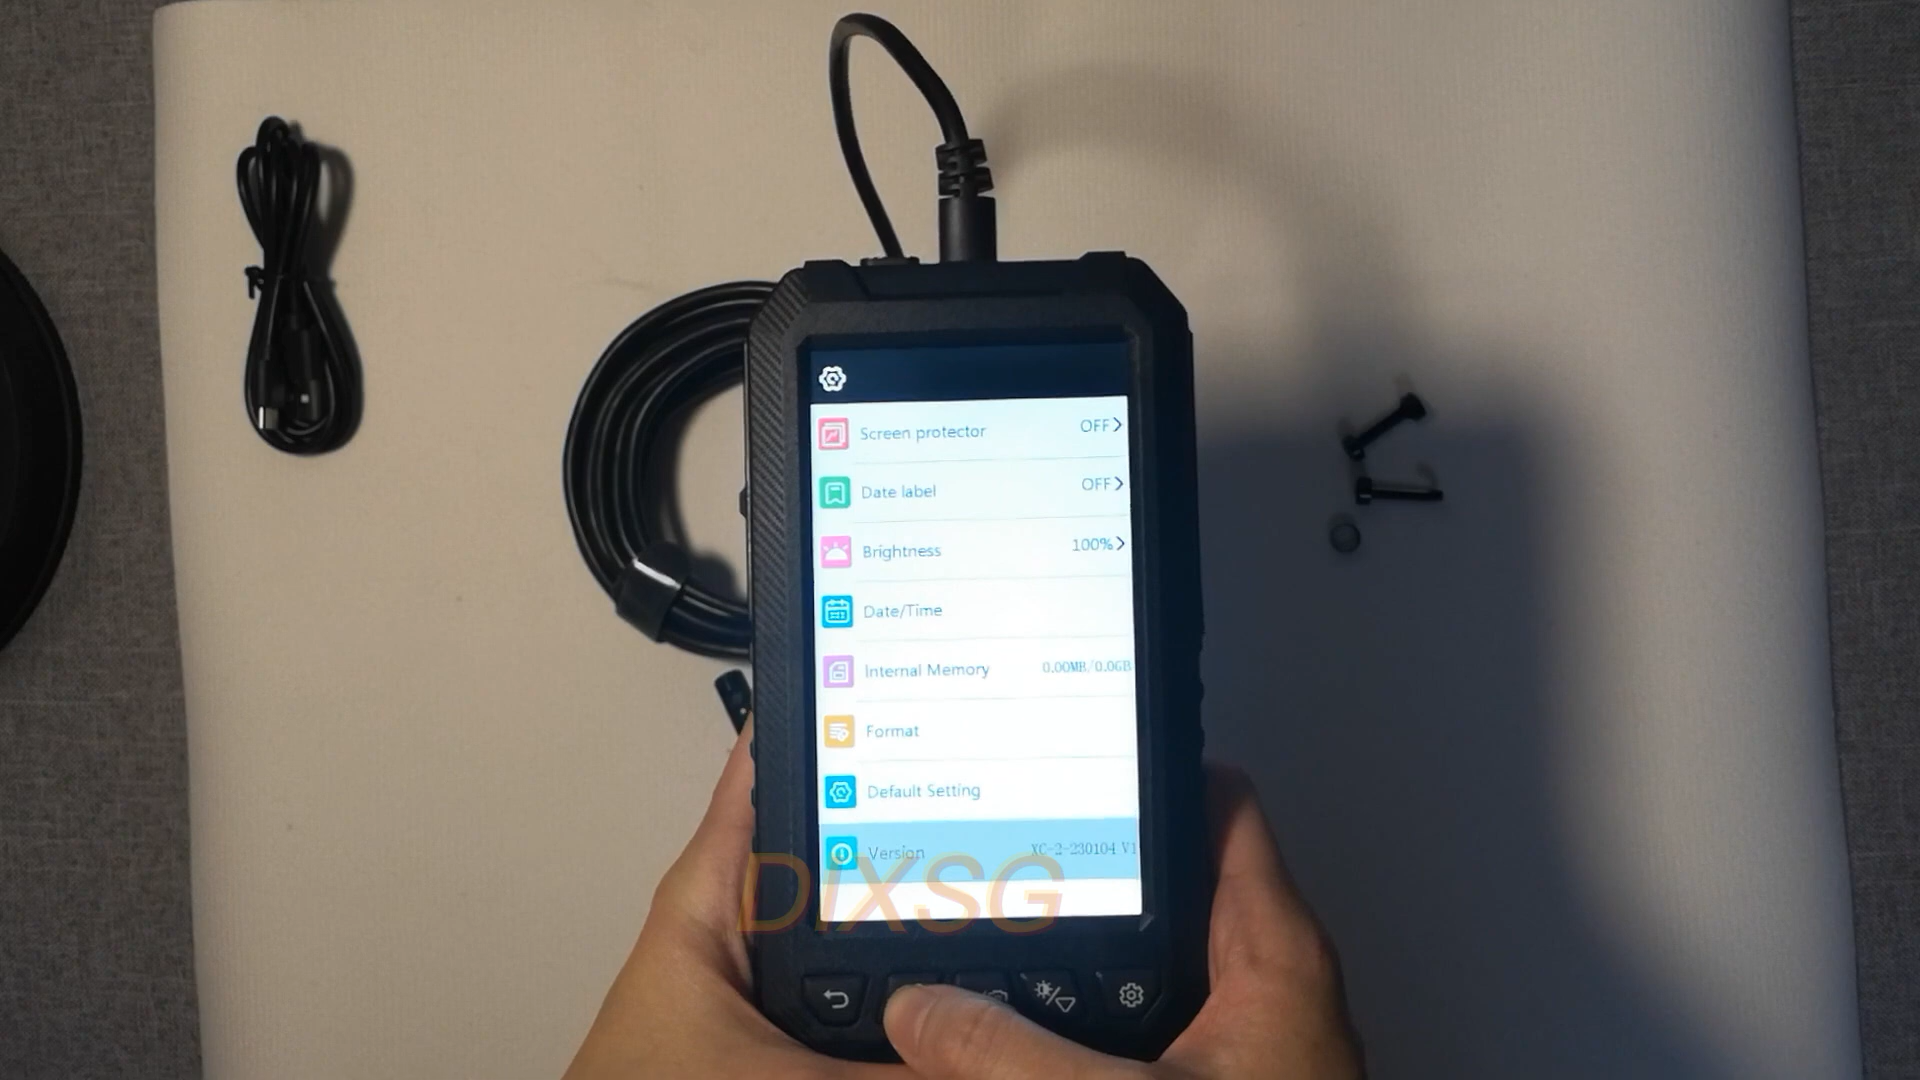 Screen protector OFF
Date label OFF
Brightness 100%
Date/Time
Internal Memory 0.00MB/0.0GB
Format
Default Setting
Version XC-2-230104 V1
DIXSG